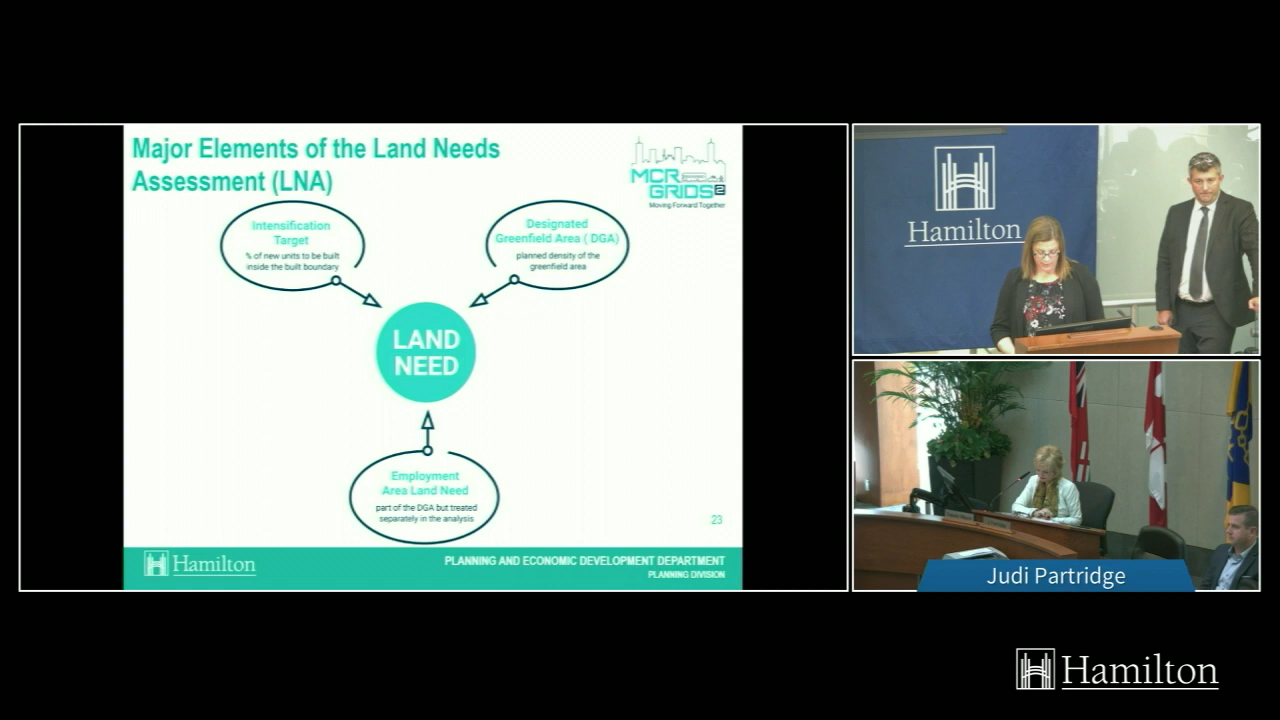 Major Elements of the Land Needs
Assessment (LNA)
MCR
GRIDS2
Moving Forward Together
Intensification
Target
% of new units to be built
inside the built boundary
Designated
Greenfield Area ( DGA)
planned density of the
greenfield area
LAND
NEED
Employment
Area Land Need
part of the DGA but treated
separately in the analysis
23
Hamilton
PLANNING AND ECONOMIC DEVELOPMENT DEPARTMENT
PLANNING DIVISION
Hamilton
Judi Partridge
Hamilton